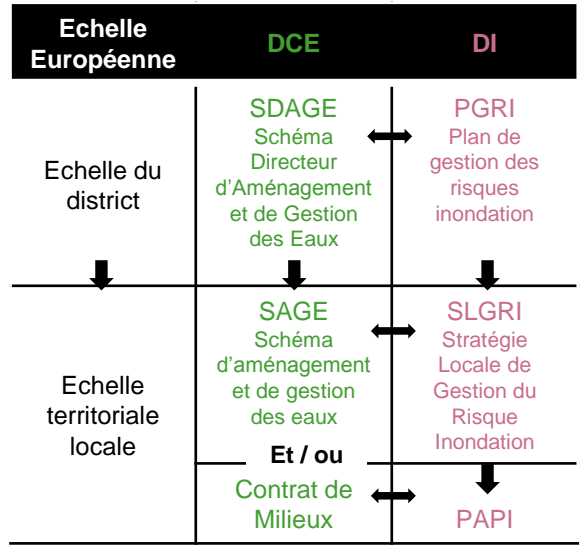 Echelle
Européenne
DCE
DI
Echelle du
district
SDAGE
Schéma
Directeur
d'Aménagement
et de Gestion
des Eaux
PGRI
Plan de
gestion des
risques
inondation
Echelle
territoriale
locale
SAGE
Schéma
d'aménagement
et de gestion
des eaux
SLGRI
Stratégie
Locale de
Gestion du
Risque
Inondation
Et / ou
Contrat de
Milieux
PAPI